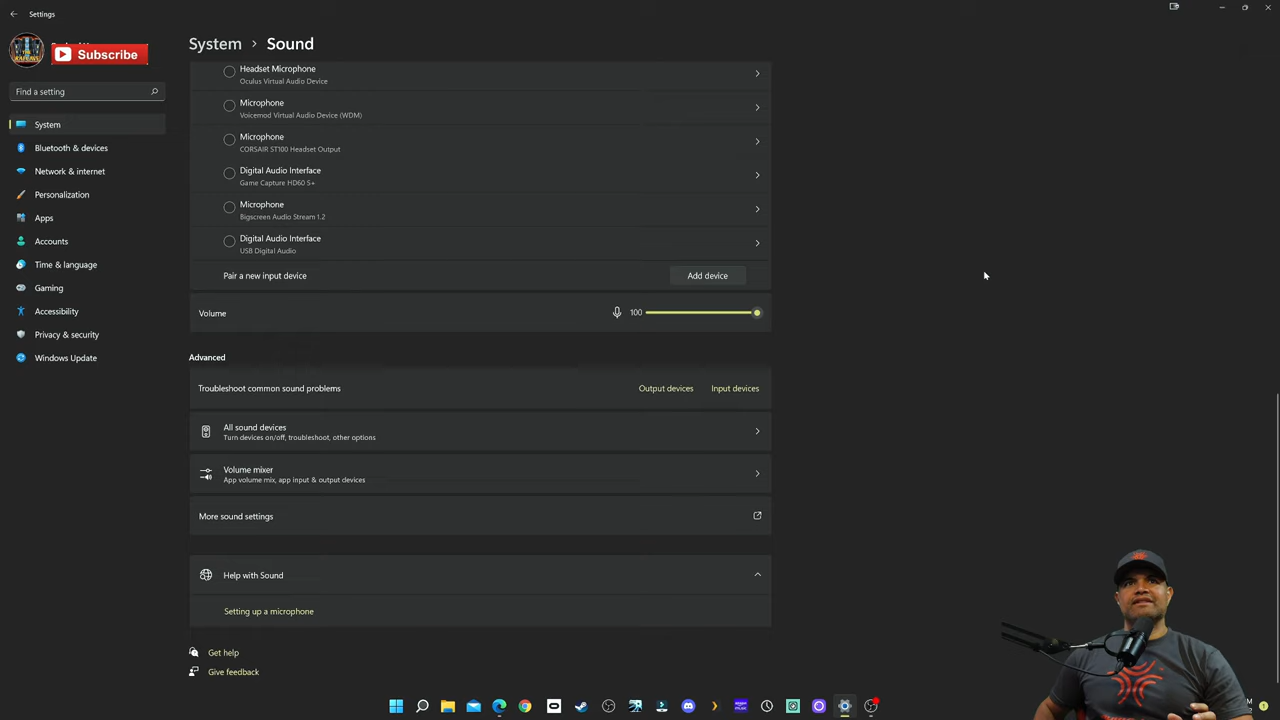 Settings
Subscribe
System > Sound
Find a setting
System
Bluetooth & devices
Network & internet
Personalization
Apps
Accounts
Time & language
Gaming
Accessibility
Privacy & security
Windows Update
Headset Microphone
Oculus Virtual Audio Device
Microphone
Voicemod Virtual Audio Device (WDM)
Microphone
CORSAIR ST100 Headset Output
Digital Audio Interface
Game Capture HD60 S+
Microphone
Bigscreen Audio Stream 1.2
Digital Audio Interface
USB Digital Audio
Pair a new input device
Add device
Volume
100
Advanced
Troubleshoot common sound problems
Output devices
Input devices
All sound devices
Turn devices on/off, troubleshoot, other options
Volume mixer
App volume mix, app input & output devices
More sound settings
Help with Sound
Setting up a microphone
Get help
Give feedback